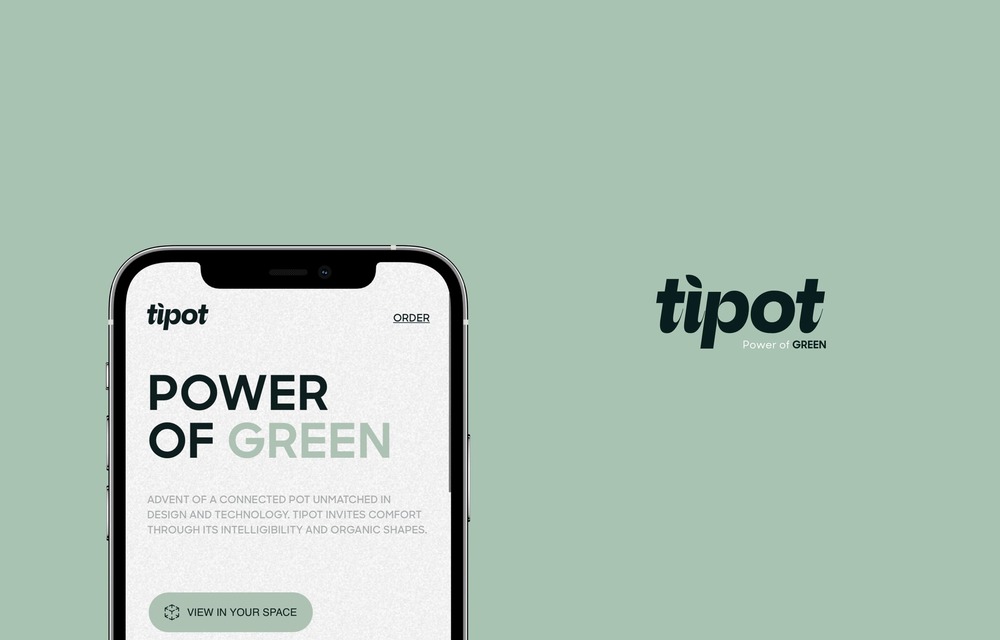 tìpot
ORDER
POWER
OF GREEN
ADVENT OF A CONNECTED POT UNMATCHED IN
DESIGN AND TECHNOLOGY. TIPOT INVITES COMFORT
THROUGH ITS INTELLIGIBILITY AND ORGANIC SHAPES.
VIEW IN YOUR SPACE
tìpot
Power of GREEN